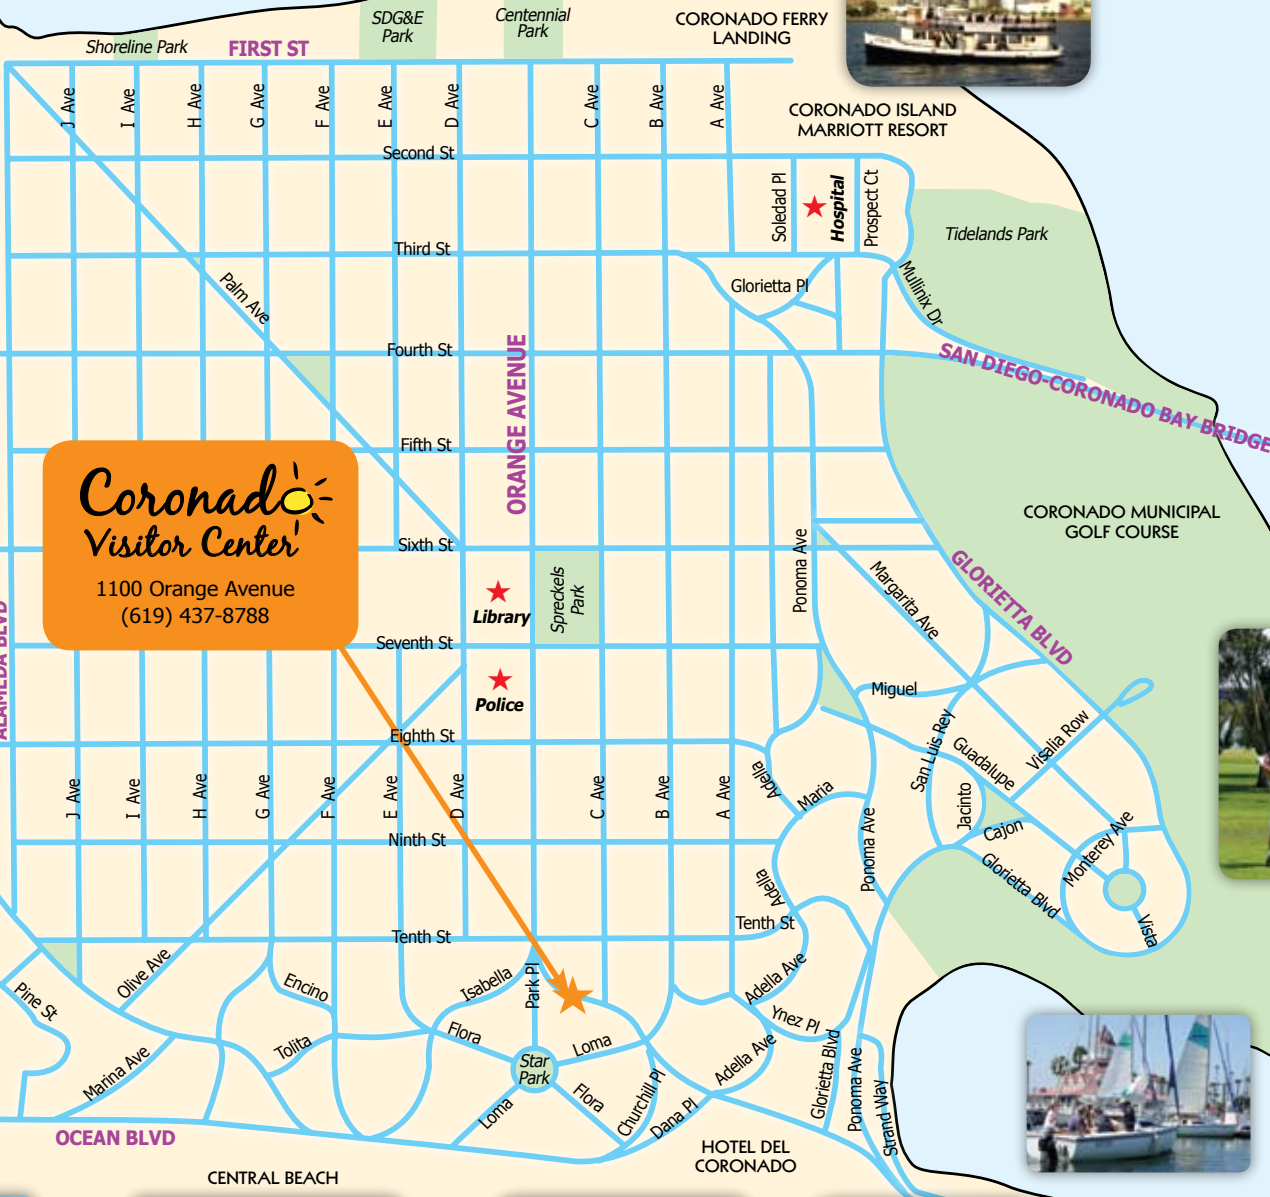 SDG&E
Park
Centennial
Park
CORONADO FERRY
LANDING
Shoreline Park
FIRST ST
J Ave
I Ave
H Ave
G Ave
F Ave
E Ave
D Ave
C Ave
B Ave
A Ave
CORONADO ISLAND
MARRIOTT RESORT
Second St
Soledad Pl
Hospital
Prospect Ct
Tidelands Park
Third St
Mullinix Dr
Glorietta Pl
Palm Ave
Fourth St
SAN DIEGO-CORONADO BAY BRIDGE
ORANGE AVENUE
Fifth St
Coronado
Visitor Center
1100 Orange Avenue
(619) 437-8788
CORONADO MUNICIPAL
GOLF COURSE
Sixth St
Ponoma Ave
Margarita Ave
GLORIETTA BLVD
Library
Spreckels
Park
ALAMEDA BLVD
Seventh St
Police
Miguel
Eighth St
San Luis Rey
Guadalupe
Visalia Row
J Ave
I Ave
H Ave
G Ave
F Ave
E Ave
D Ave
C Ave
B Ave
A Ave
Adella
Maria
Jacinto
Cajon
Monterey Ave
Ninth St
Ponoma Ave
Adella
Glorietta Blvd
Vista
Tenth St
Tenth St
Pine St
Olive Ave
Encino
Isabella
Park Pl
Adella Ave
Ynez Pl
Flora
Tolita
Loma
Star
Park
Marina Ave
Adella Ave
Glorietta Blvd
Ponoma Ave
Strand Way
Loma
Flora
Churchill Pl
Dana Pl
OCEAN BLVD
HOTEL DEL
CORONADO
CENTRAL BEACH